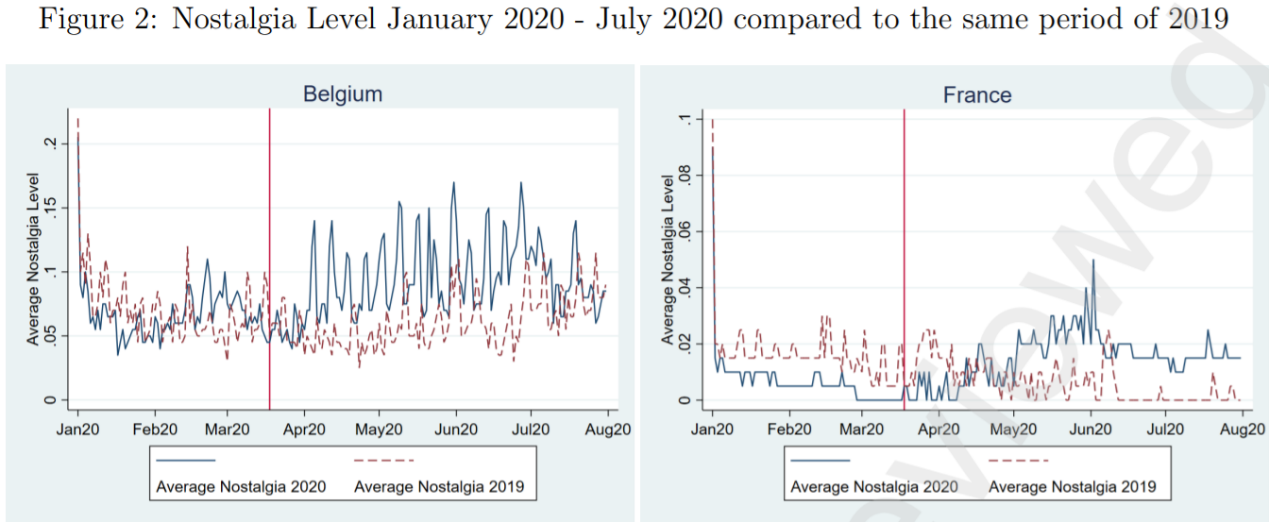 Figure 2: Nostalgia Level January 2020 - July 2020 compared to the same period of 2019
Belgium
Average Nostalgia Level
.2
.15
.1
.05
0
Jan20 Feb20 Mar20 Apr20 May20 Jun20 Jul20 Aug20
Average Nostalgia 2020 Average Nostalgia 2019
France
Average Nostalgia Level
.1
.08
.06
.04
.02
0
Jan20 Feb20 Mar20 Apr20 May20 Jun20 Jul20 Aug20
Average Nostalgia 2020 Average Nostalgia 2019
eviewed